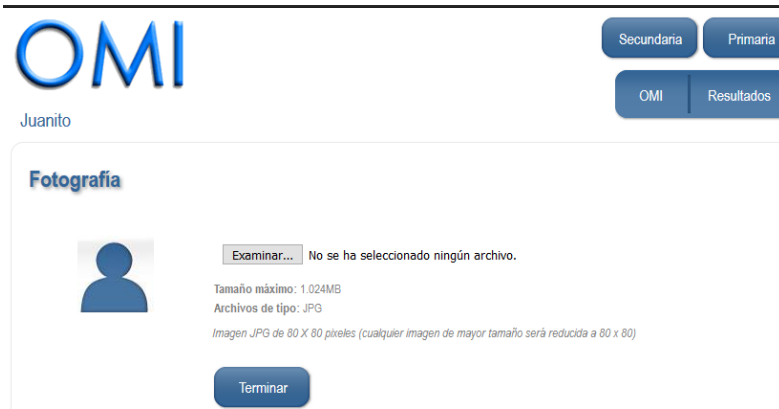 OMI
Secundaria Primaria
OMI Resultados
Juanito
Fotografía
Examinar... No se ha seleccionado ningún archivo.
Tamaño máximo: 1.024MB
Archivos de tipo: JPG
Imagen JPG de 80 X 80 pixeles (cualquier imagen de mayor tamaño serà reducida a 80 x 80)
Terminar